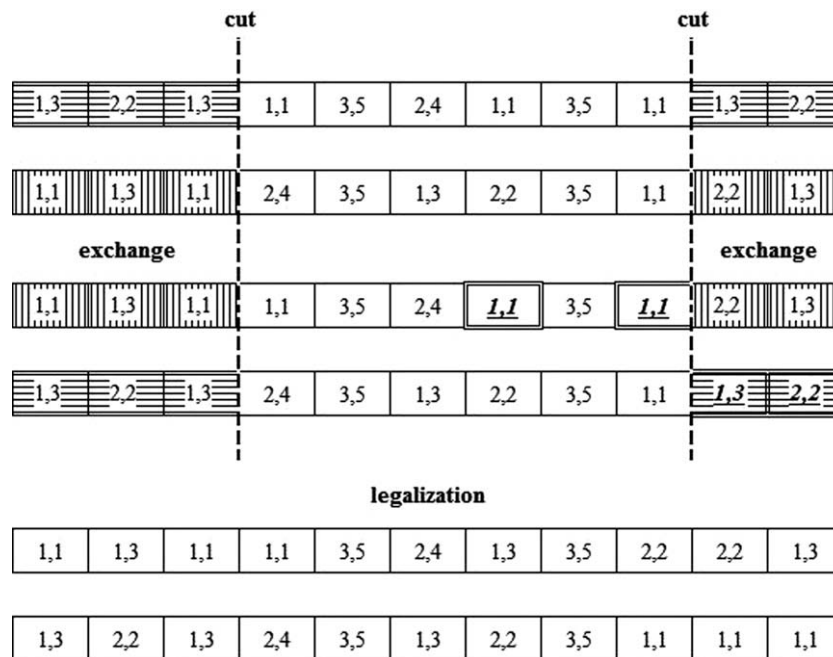 cut cut
1,3 2,2 1,3 1,1 3,5 2,4 1,1 3,5 1,1 1,3 2,2
1,1 1,3 1,1 2,4 3,5 1,3 2,2 3,5 1,1 2,2 1,3
exchange exchange
1,1 1,3 1,1 1,1 3,5 2,4 1,1 3,5 1,1 2,2 1,3
1,3 2,2 1,3 2,4 3,5 1,3 2,2 3,5 1,1 1,3 2,2
legalization
1,1 1,3 1,1 1,1 3,5 2,4 1,3 3,5 2,2 2,2 1,3
1,3 2,2 1,3 2,4 3,5 1,3 2,2 3,5 1,1 1,1 1,1